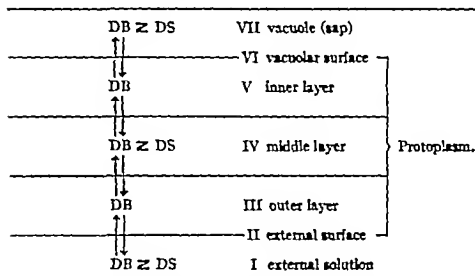 DB ⇄ DS VII vacuole (sap)
VI vacuolar surface
DB V inner layer
DB ⇄ DS IV middle layer
Protoplasm.
DB III outer layer
II external surface
DB ⇄ DS I external solution